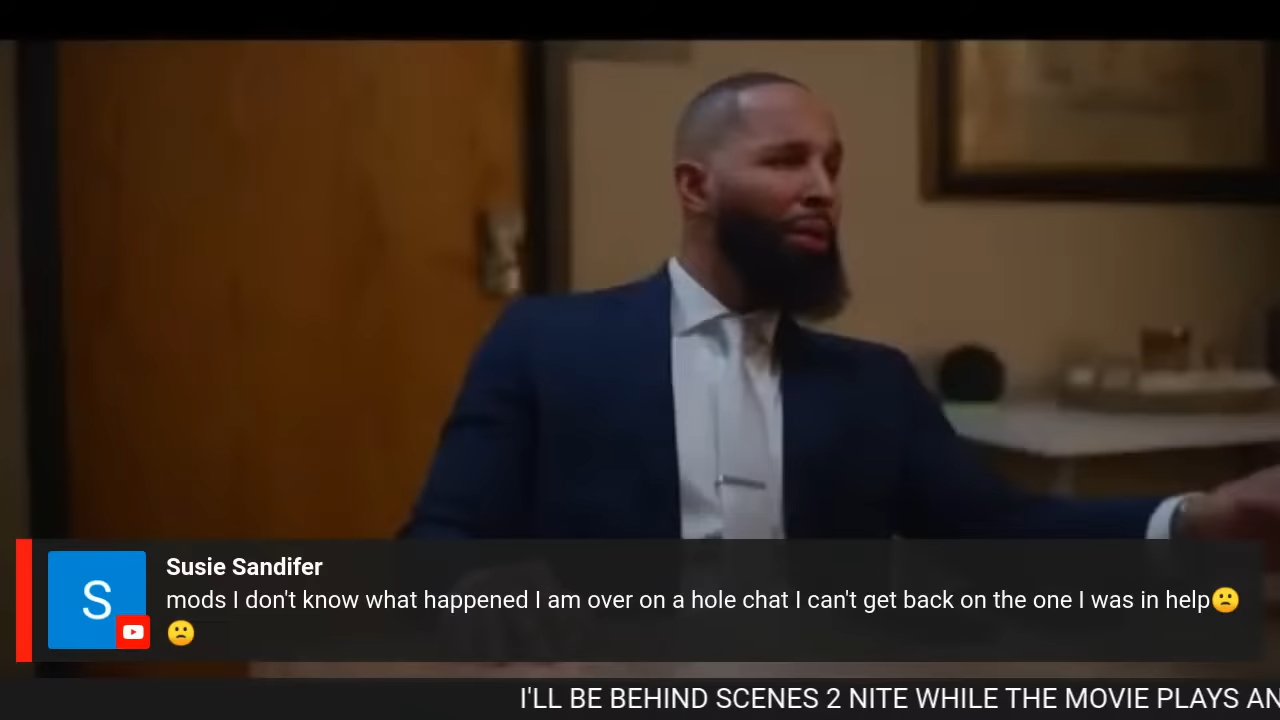 Susie Sandifer
S
mods I don't know what happened I am over on a hole chat I can't get back on the one I was in help🙁
🙁
I'LL BE BEHIND SCENES 2 NITE WHILE THE MOVIE PLAYS AN